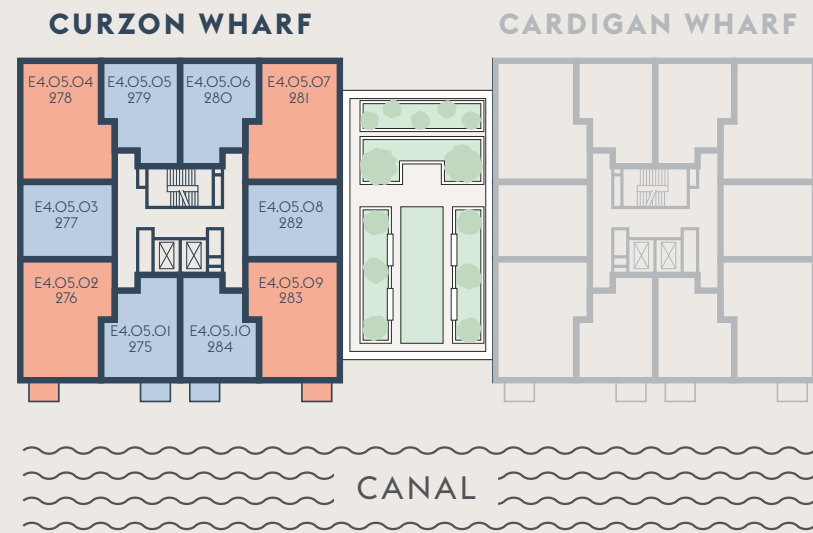 CURZON WHARF
CARDIGAN WHARF
E4.05.04
278
E4.05.05
279
E4.05.06
280
E4.05.07
281
E4.05.03
277
E4.05.08
282
E4.05.02
276
E4.05.09
283
E4.05.01
275
E4.05.10
284
CANAL